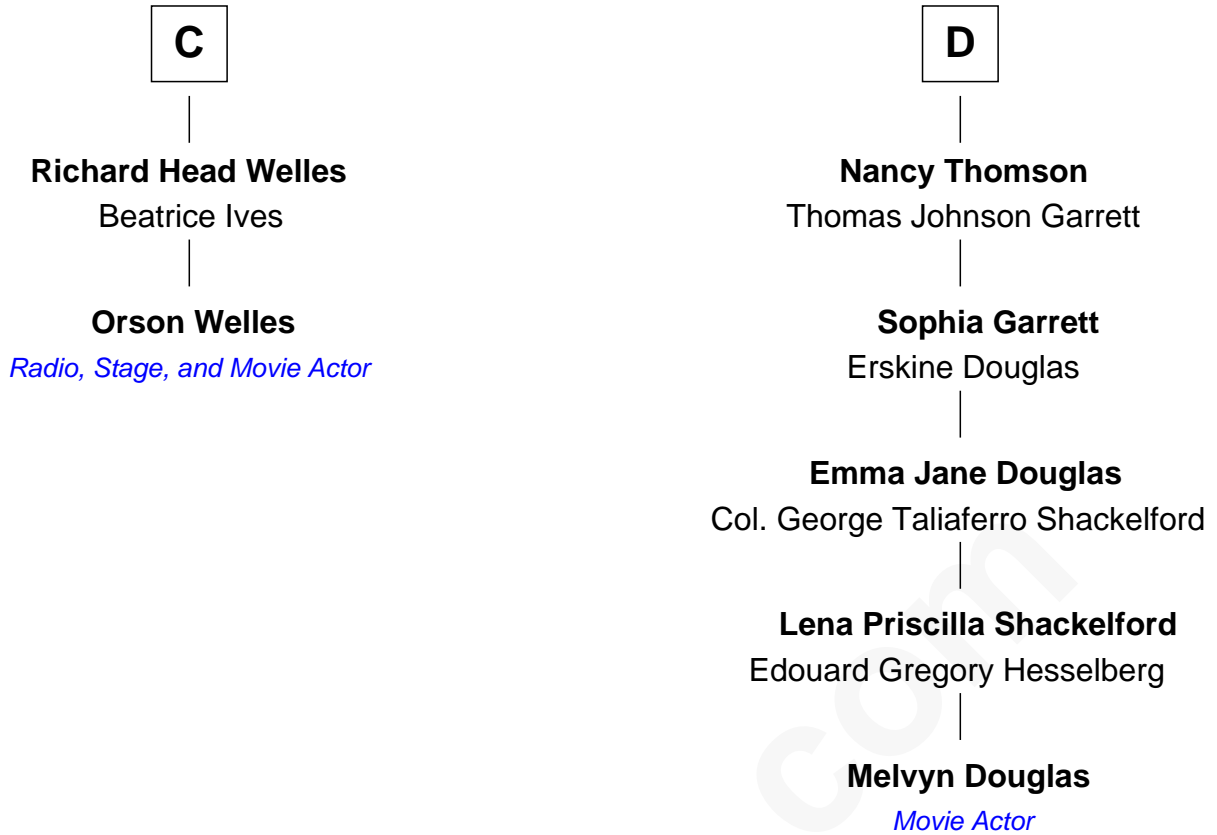 C
Richard Head Welles
Beatrice Ives
Orson Welles
Radio, Stage, and Movie Actor
D
Nancy Thomson
Thomas Johnson Garrett
Sophia Garrett
Erskine Douglas
Emma Jane Douglas
Col. George Taliaferro Shackelford
Lena Priscilla Shackelford
Edouard Gregory Hesselberg
Melvyn Douglas
Movie Actor
com